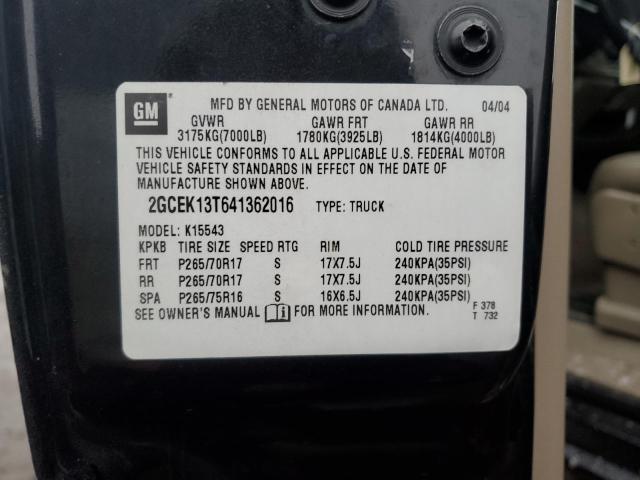 GM
MFD BY GENERAL MOTORS OF CANADA LTD. 04/04
GVWR GAWR FRT GAWR RR
3175KG(7000LB) 1780KG(3925LB) 1814KG(4000LB)
THIS VEHICLE CONFORMS TO ALL APPLICABLE U.S. FEDERAL MOTOR
VEHICLE SAFETY STANDARDS IN EFFECT ON THE DATE OF
MANUFACTURE SHOWN ABOVE.
2GCEK13T641362016 TYPE: TRUCK
MODEL: K15543
KPKB TIRE SIZE SPEED RTG RIM COLD TIRE PRESSURE
FRT P265/70R17 S 17X7.5J 240KPA(35PSI)
RR P265/70R17 S 17X7.5J 240KPA(35PSI)
SPA P265/75R16 S 16X6.5J 240KPA(35PSI)
SEE OWNER'S MANUAL i FOR MORE INFORMATION.
F 378
T 732